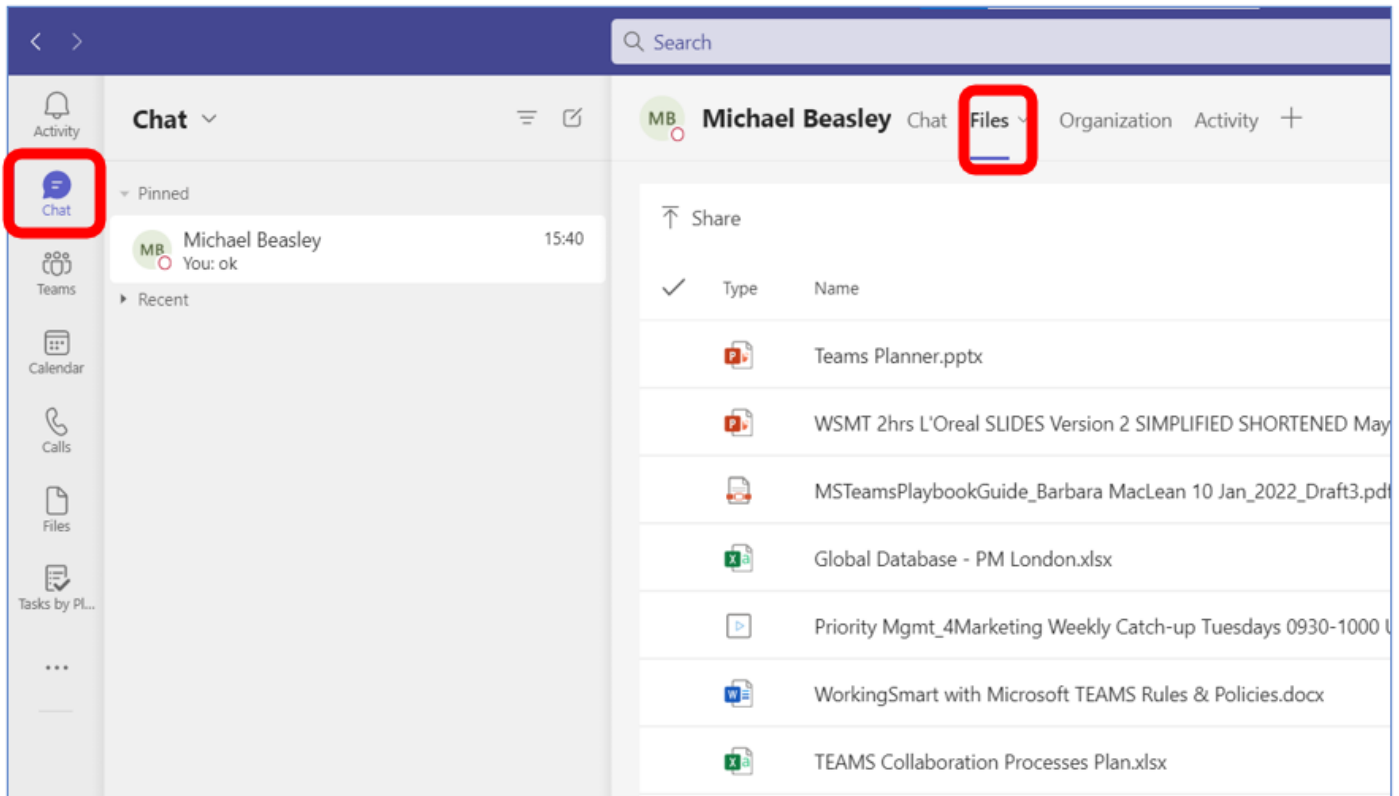 Search
Activity
Chat
Teams
Calendar
Calls
Files
Tasks by Pl...
Chat
Pinned
MB Michael Beasley 15:40
You: ok
Recent
MB Michael Beasley Chat Files Organization Activity
Share
Type Name
Teams Planner.pptx
WSMT 2hrs L'Oreal SLIDES Version 2 SIMPLIFIED SHORTENED May
MSTeamsPlaybookGuide_Barbara MacLean 10 Jan_2022_Draft3.pdf
Global Database - PM London.xlsx
Priority Mgmt_4Marketing Weekly Catch-up Tuesdays 0930-1000
WorkingSmart with Microsoft TEAMS Rules & Policies.docx
TEAMS Collaboration Processes Plan.xlsx